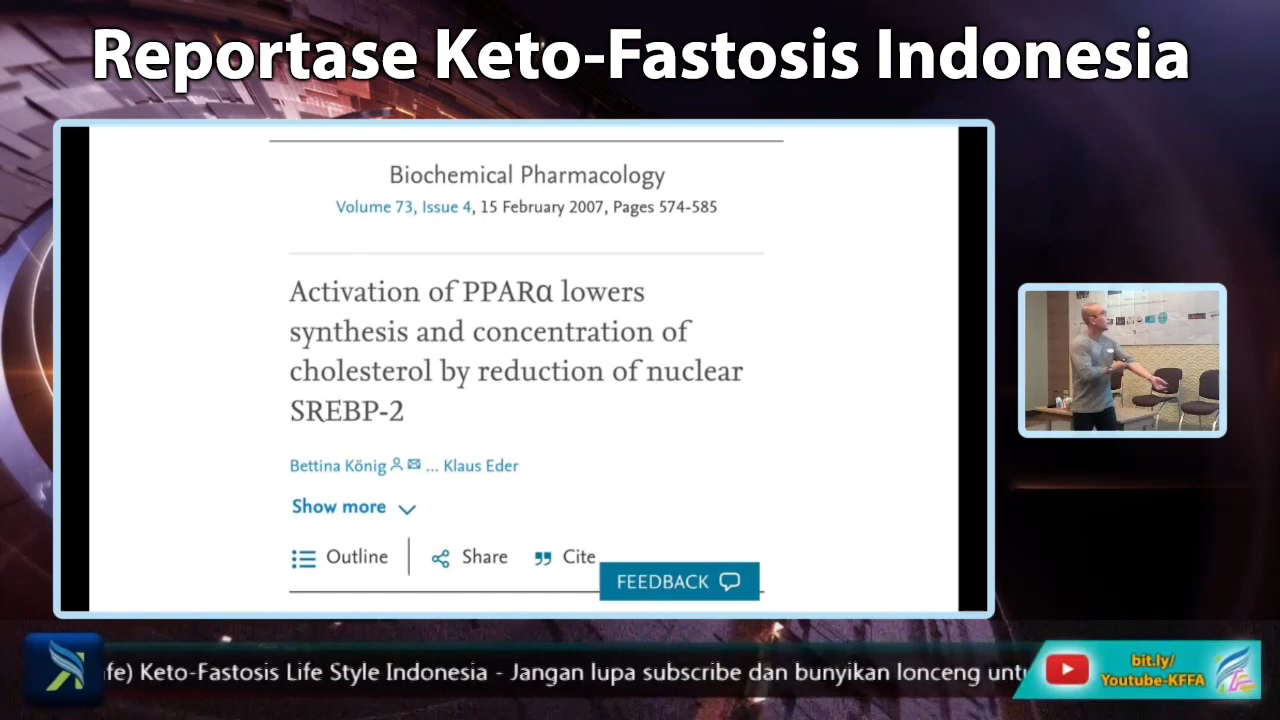 Reportase Keto-Fastosis Indonesia
Biochemical Pharmacology
Volume 73, Issue 4, 15 February 2007, Pages 574-585
Activation of PPARα lowers
synthesis and concentration of
cholesterol by reduction of nuclear
SREBP-2
Bettina König ... Klaus Eder
Show more
Outline
Share
Cite
FEEDBACK
fe) Keto-Fastosis Life Style Indonesia - Jangan lupa subscribe dan bunyikan lonceng untu
bit.ly/
Youtube-KFFA